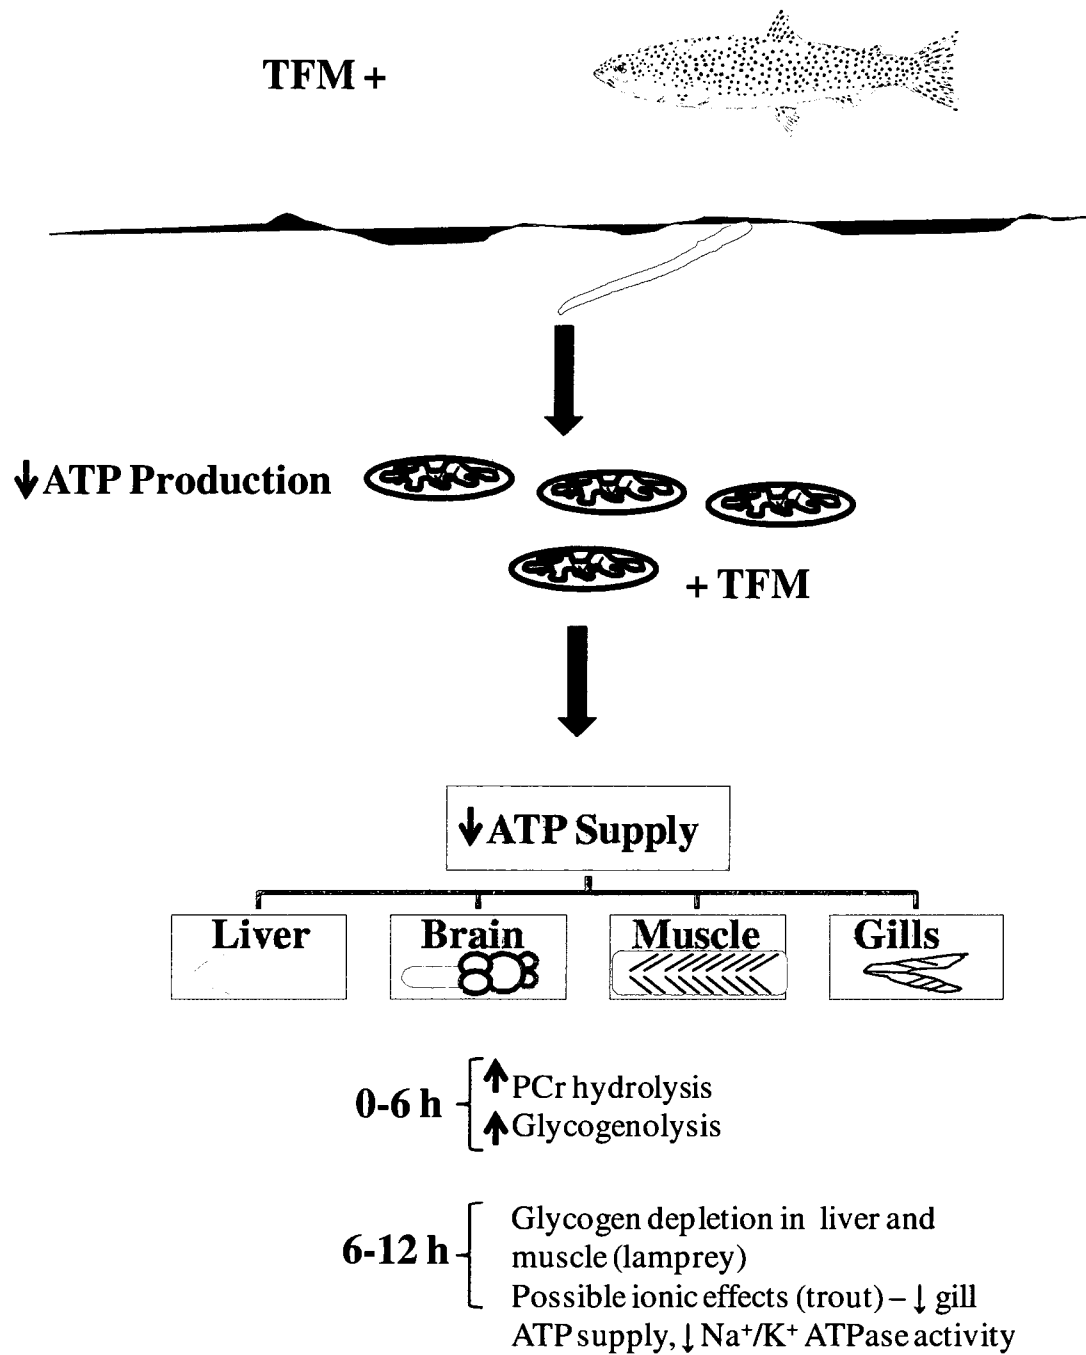 TFM +
↓ATP Production
+ TFM
↓ATP Supply
Liver
Brain
Muscle
Gills
0-6 h
↑PCr hydrolysis
↑Glycogenolysis
6-12 h
Glycogen depletion in liver and
muscle (lamprey)
Possible ionic effects (trout) – ↓ gill
ATP supply, ↓ Na⁺/K⁺ ATPase activity